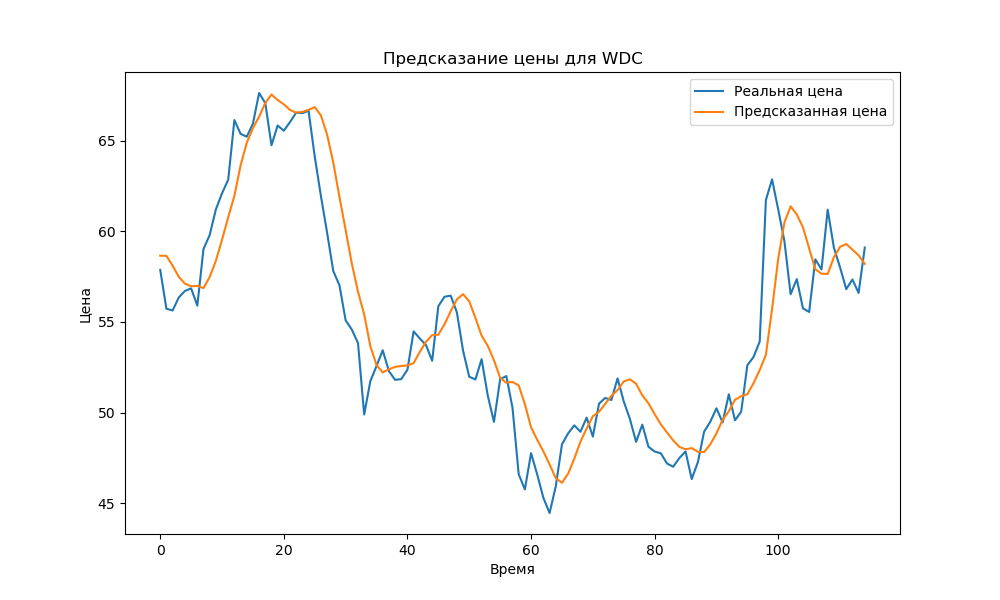 Предсказание цены для WDC
Реальная цена
Предсказанная цена
65
60
55
50
45
Цена
0 20 40 60 80 100
Время